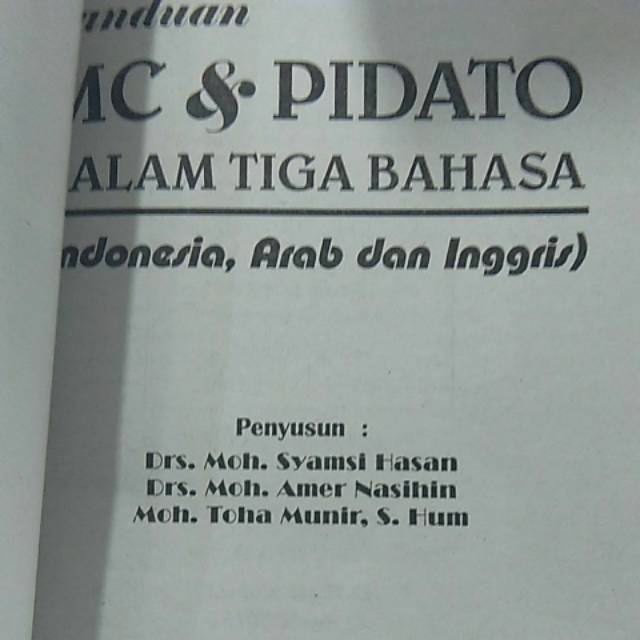 anduan
MC & PIDATO
ALAM TIGA BAHASA
ndonesia, Arab dan Inggris)
Penyusun :
Drs. Moh. Syamsi Hasan
Drs. Moh. Amer Nasihin
Moh. Toha Munir, S. Hum